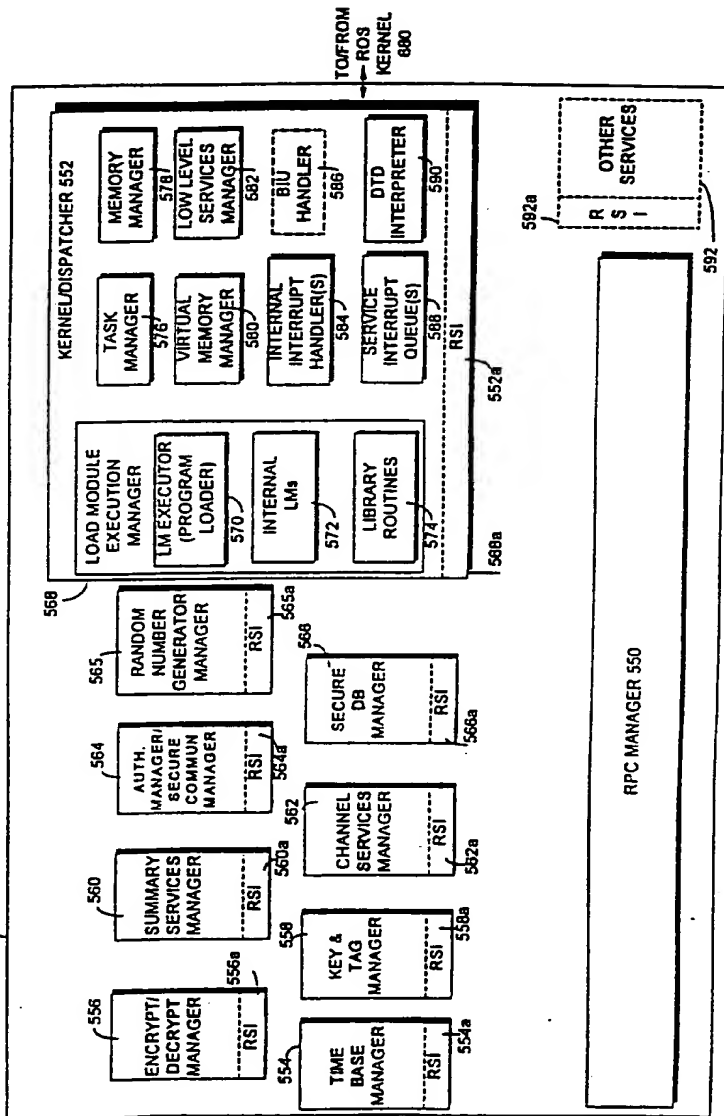 KERNEL/DISPATCHER 552
LOAD MODULE
EXECUTION
MANAGER
568
LM EXECUTOR
(PROGRAM
LOADER)
570
INTERNAL
LMs
572
LIBRARY
ROUTINES
574
TASK
MANAGER
576
MEMORY
MANAGER
578
VIRTUAL
MEMORY
MANAGER
580
LOW LEVEL
SERVICES
MANAGER
582
INTERNAL
INTERRUPT
HANDLER(S)
584
BIU
HANDLER
586
SERVICE
INTERRUPT
QUEUE(S)
588
DTD
INTERPRETER
590
RSI
552a
568a
TO/FROM
ROS
KERNEL
680
556
ENCRYPT/
DECRYPT
MANAGER
RSI
556a
560
SUMMARY
SERVICES
MANAGER
RSI
560a
564
AUTH.
MANAGER/
SECURE
COMMUN
MANAGER
RSI
564a
565
RANDOM
NUMBER
GENERATOR
MANAGER
RSI
565a
554
TIME
BASE
MANAGER
RSI
554a
558
KEY &
TAG
MANAGER
RSI
558a
562
CHANNEL
SERVICES
MANAGER
RSI
562a
566
SECURE
DB
MANAGER
RSI
566a
RPC MANAGER 550
592a
R
S
I
OTHER
SERVICES
592